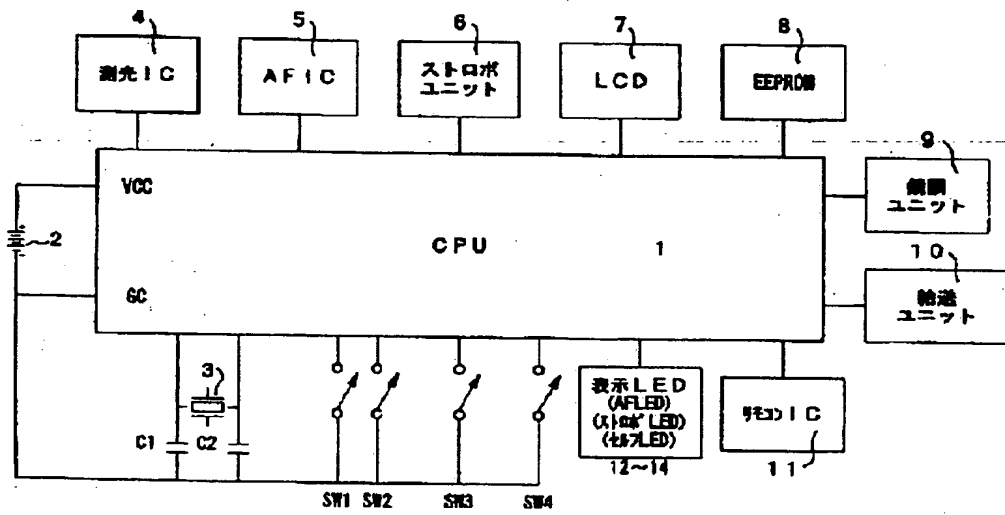 4
5
6
7
8
測光IC
AFIC
ストロボ
ユニット
LCD
EEPROM
9
鏡胴
ユニット
VCC
2
CPU
1
GC
10
給送
ユニット
3
C1
C2
表示LED
(AFLED)
(ストロボLED)
(セルフLED)
12~14
リモコンIC
11
SW1
SW2
SW3
SW4